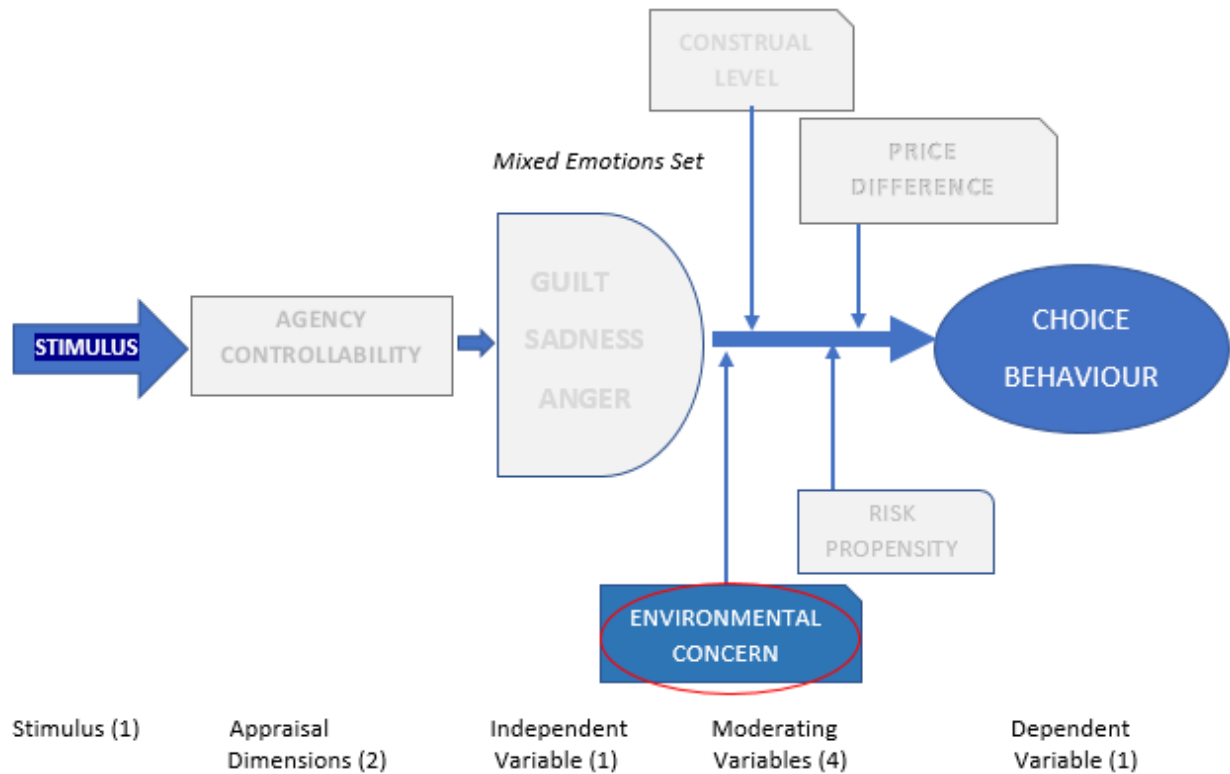 CONSTRUAL
LEVEL
PRICE
DIFFERENCE
Mixed Emotions Set
STIMULUS
AGENCY
CONTROLLABILITY
GUILT
SADNESS
ANGER
CHOICE
BEHAVIOUR
RISK
PROPENSITY
ENVIRONMENTAL
CONCERN
Stimulus (1)
Appraisal
Dimensions (2)
Independent
Variable (1)
Moderating
Variables (4)
Dependent
Variable (1)